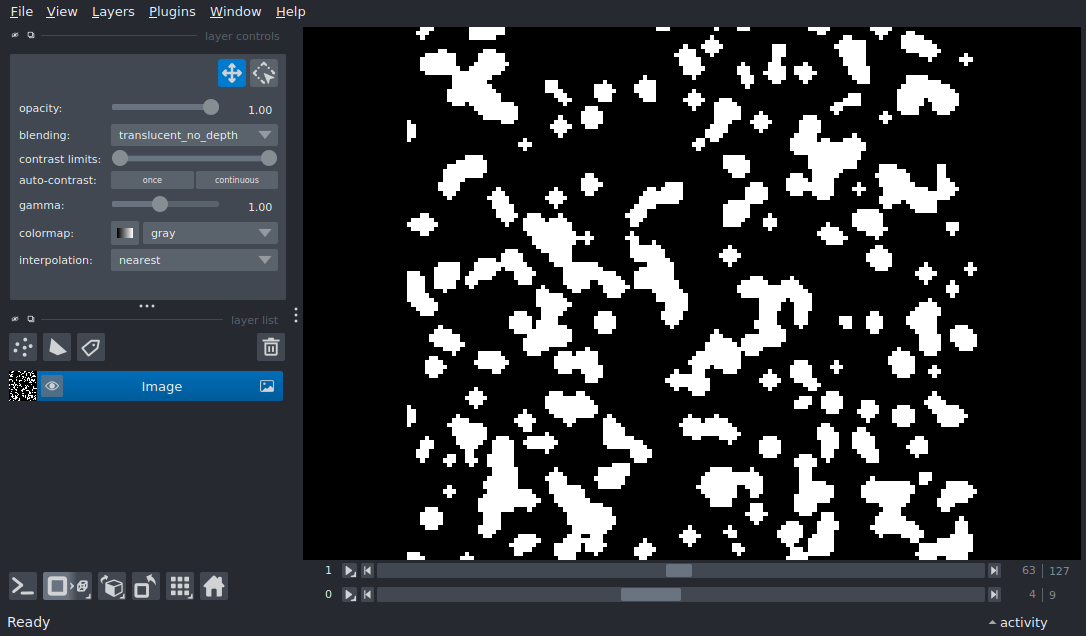 File View Layers Plugins Window Help
layer controls
opacity: 1.00
blending: translucent_no_depth
contrast limits:
auto-contrast: once continuous
gamma: 1.00
colormap: gray
interpolation: nearest
layer list
Image
1 63 127
0 4 9
Ready activity